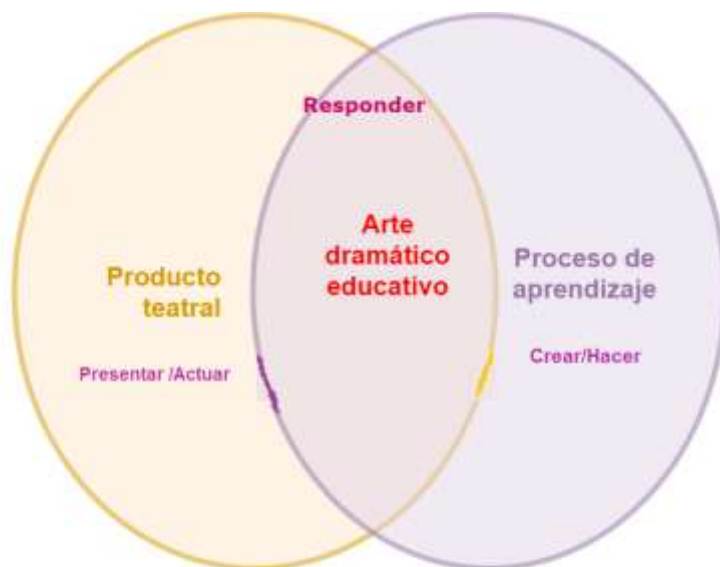 Responder
Arte
dramático
educativo
Producto
teatral
Proceso de
aprendizaje
Presentar /Actuar
Crear/Hacer